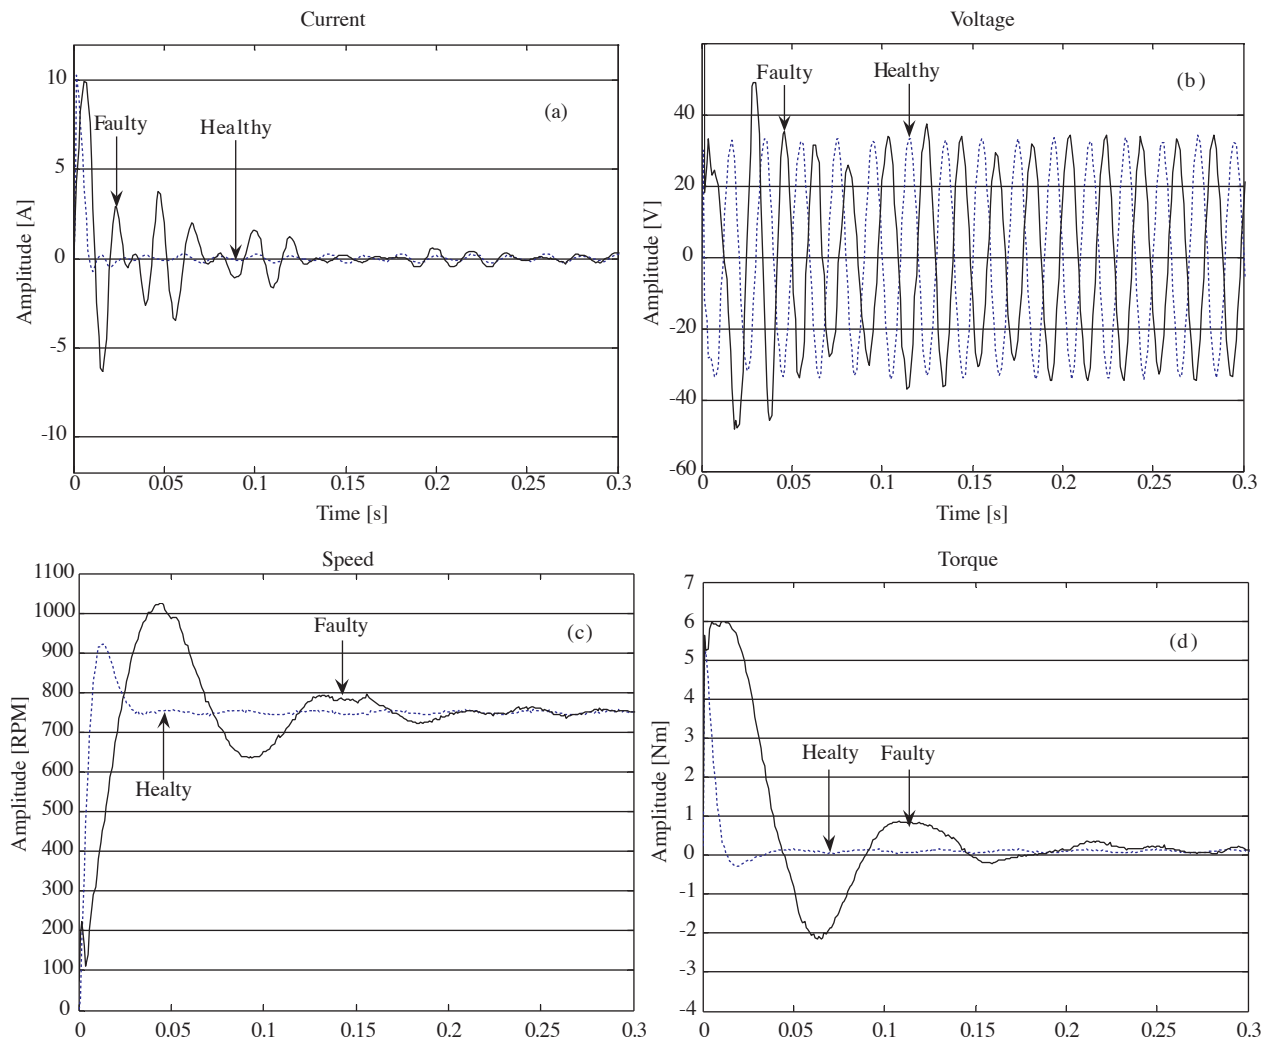 Current
10
5
0
-5
-10
Amplitude [A]
Faulty
Healthy
(a)
0 0.05 0.1 0.15 0.2 0.25 0.3
Time [s]
Voltage
40
20
0
-20
-40
-60
Amplitude [V]
Faulty
Healthy
(b)
0 0.05 0.1 0.15 0.2 0.25 0.3
Time [s]
Speed
1100
1000
900
800
700
600
500
400
300
200
100
0
Amplitude [RPM]
Faulty
Healty
(c)
0 0.05 0.1 0.15 0.2 0.25 0.3
Torque
7
6
5
4
3
2
1
0
-1
-2
-3
-4
Amplitude [Nm]
Healty
Faulty
(d)
0 0.05 0.1 0.15 0.2 0.25 0.3